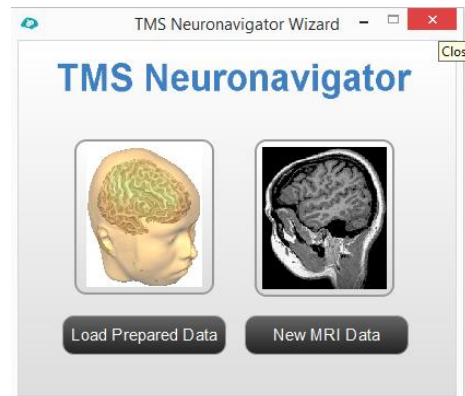 TMS Neuronavigator Wizard
Clos
TMS Neuronavigator
Load Prepared Data
New MRI Data